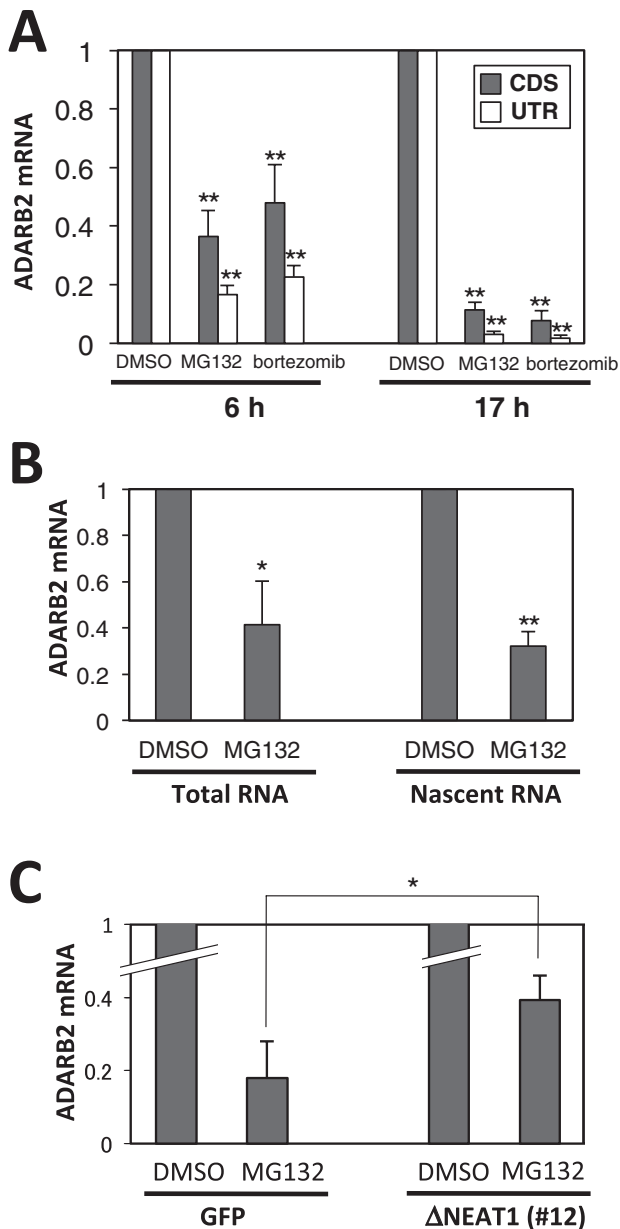 A
ADARB2 mRNA
1
0.8
0.6
0.4
0.2
0
CDS
UTR
** ** ** ** ** ** ** **
DMSO MG132 bortezomib DMSO MG132 bortezomib
6 h 17 h
B
ADARB2 mRNA
1
0.8
0.6
0.4
0.2
0
* **
DMSO MG132 DMSO MG132
Total RNA Nascent RNA
C
*
ADARB2 mRNA
1
0.4
0.2
0
DMSO MG132 DMSO MG132
GFP ΔNEAT1 (#12)